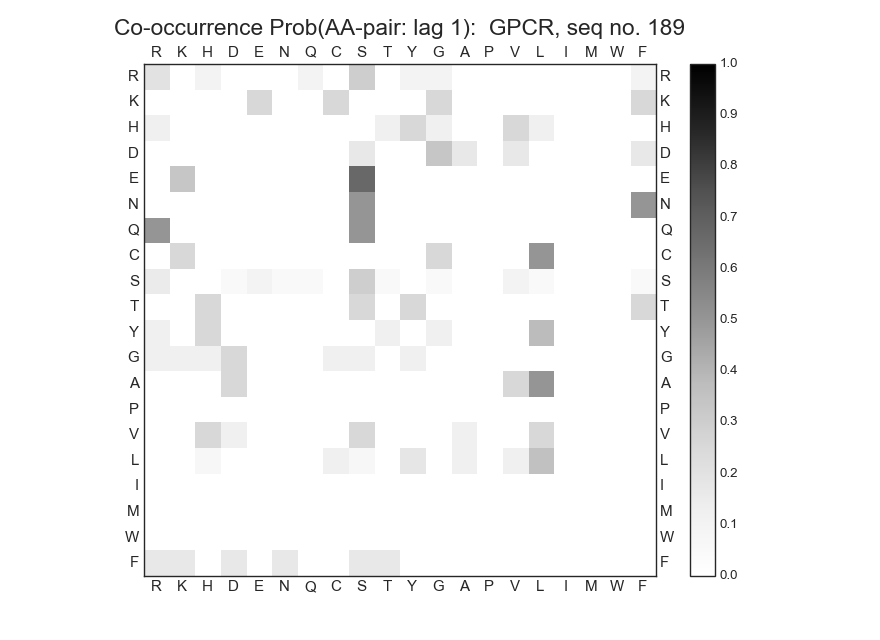 Co-occurrence Prob(AA-pair: lag 1):  GPCR, seq no. 189
R K H D E N Q C S T Y G A P V L I M W F
1.0
R R
K K
0.9
H H
0.8
D D
E E
0.7
N N
Q Q
0.6
C C
S S
T T
0.5
Y Y
0.4
G G
A A
P P
0.3
V V
L L
0.2
I I
M M
0.1
W W
F F
0.0
R K H D E N Q C S T Y G A P V L I M W F